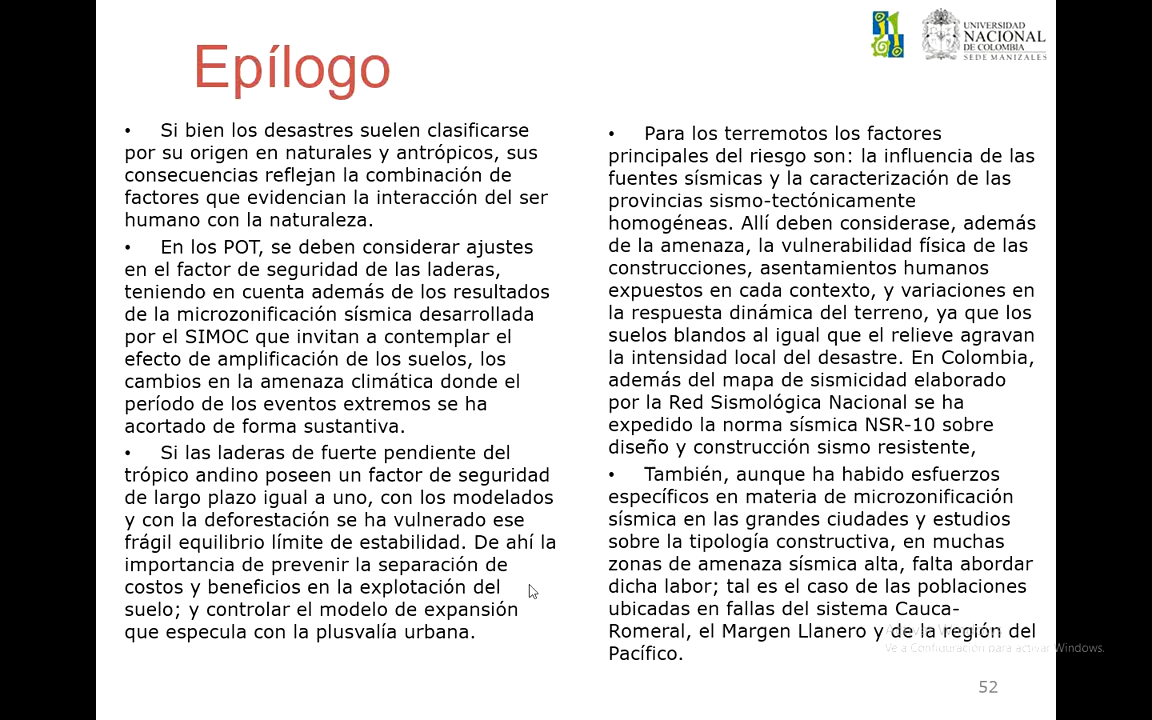 UNIVERSIDAD
NACIONAL
DE COLOMBIA
SEDE MANIZALES
Epílogo
• Si bien los desastres suelen clasificarse
por su origen en naturales y antrópicos, sus
consecuencias reflejan la combinación de
factores que evidencian la interacción del ser
humano con la naturaleza.
• En los POT, se deben considerar ajustes
en el factor de seguridad de las laderas,
teniendo en cuenta además de los resultados
de la microzonificación sísmica desarrollada
por el SIMOC que invitan a contemplar el
efecto de amplificación de los suelos, los
cambios en la amenaza climática donde el
período de los eventos extremos se ha
acortado de forma sustantiva.
• Si las laderas de fuerte pendiente del
trópico andino poseen un factor de seguridad
de largo plazo igual a uno, con los modelados
y con la deforestación se ha vulnerado ese
frágil equilibrio límite de estabilidad. De ahí la
importancia de prevenir la separación de
costos y beneficios en la explotación del
suelo; y controlar el modelo de expansión
que especula con la plusvalía urbana.
• Para los terremotos los factores
principales del riesgo son: la influencia de las
fuentes sísmicas y la caracterización de las
provincias sismo-tectónicamente
homogéneas. Allí deben considerase, además
de la amenaza, la vulnerabilidad física de las
construcciones, asentamientos humanos
expuestos en cada contexto, y variaciones en
la respuesta dinámica del terreno, ya que los
suelos blandos al igual que el relieve agravan
la intensidad local del desastre. En Colombia,
además del mapa de sismicidad elaborado
por la Red Sismológica Nacional se ha
expedido la norma sísmica NSR-10 sobre
diseño y construcción sismo resistente,
• También, aunque ha habido esfuerzos
específicos en materia de microzonificación
sísmica en las grandes ciudades y estudios
sobre la tipología constructiva, en muchas
zonas de amenaza sísmica alta, falta abordar
dicha labor; tal es el caso de las poblaciones
ubicadas en fallas del sistema Cauca-
Romeral, el Margen Llanero y de la región del
Pacífico.
Activar Windows
Ve a Configuración para activar Windows.
52